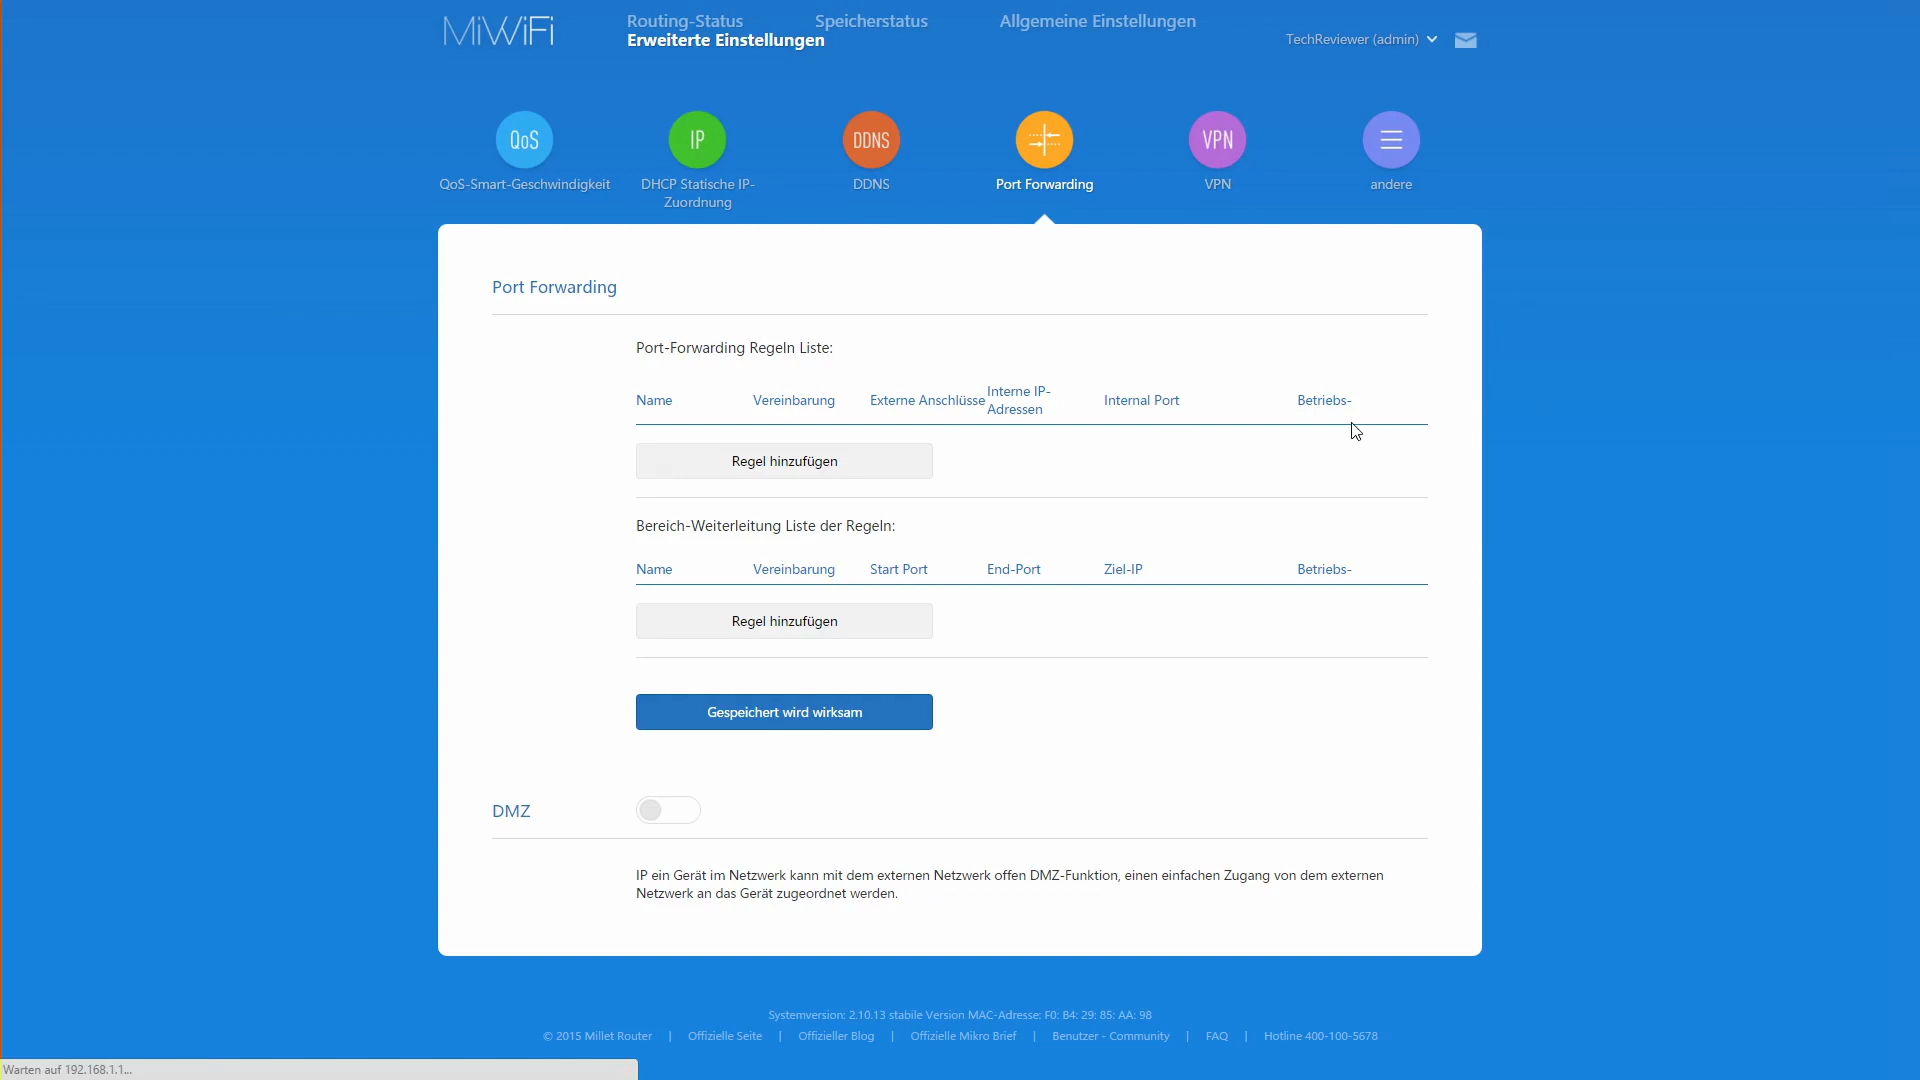 MiWiFi
Routing-Status Speicherstatus Allgemeine Einstellungen
Erweiterte Einstellungen
TechReviewer (admin)
QoS IP DDNS VPN
QoS-Smart-Geschwindigkeit
DHCP Statische IP-
Zuordnung
DDNS
Port Forwarding
VPN
andere
Port Forwarding
Port-Forwarding Regeln Liste:
Name Vereinbarung Externe Anschlüsse Interne IP-
Adressen Internal Port Betriebs-
Regel hinzufügen
Bereich-Weiterleitung Liste der Regeln:
Name Vereinbarung Start Port End-Port Ziel-IP Betriebs-
Regel hinzufügen
Gespeichert wird wirksam
DMZ
IP ein Gerät im Netzwerk kann mit dem externen Netzwerk offen DMZ-Funktion, einen einfachen Zugang von dem externen
Netzwerk an das Gerät zugeordnet werden.
Systemversion: 2.10.13 stabile Version MAC-Adresse: F0: B4: 29: 85: AA: 98
© 2015 Millet Router | Offizielle Seite | Offizieller Blog | Offizielle Mikro Brief | Benutzer - Community | FAQ | Hotline 400-100-5678
Warten auf 192.168.1.1...